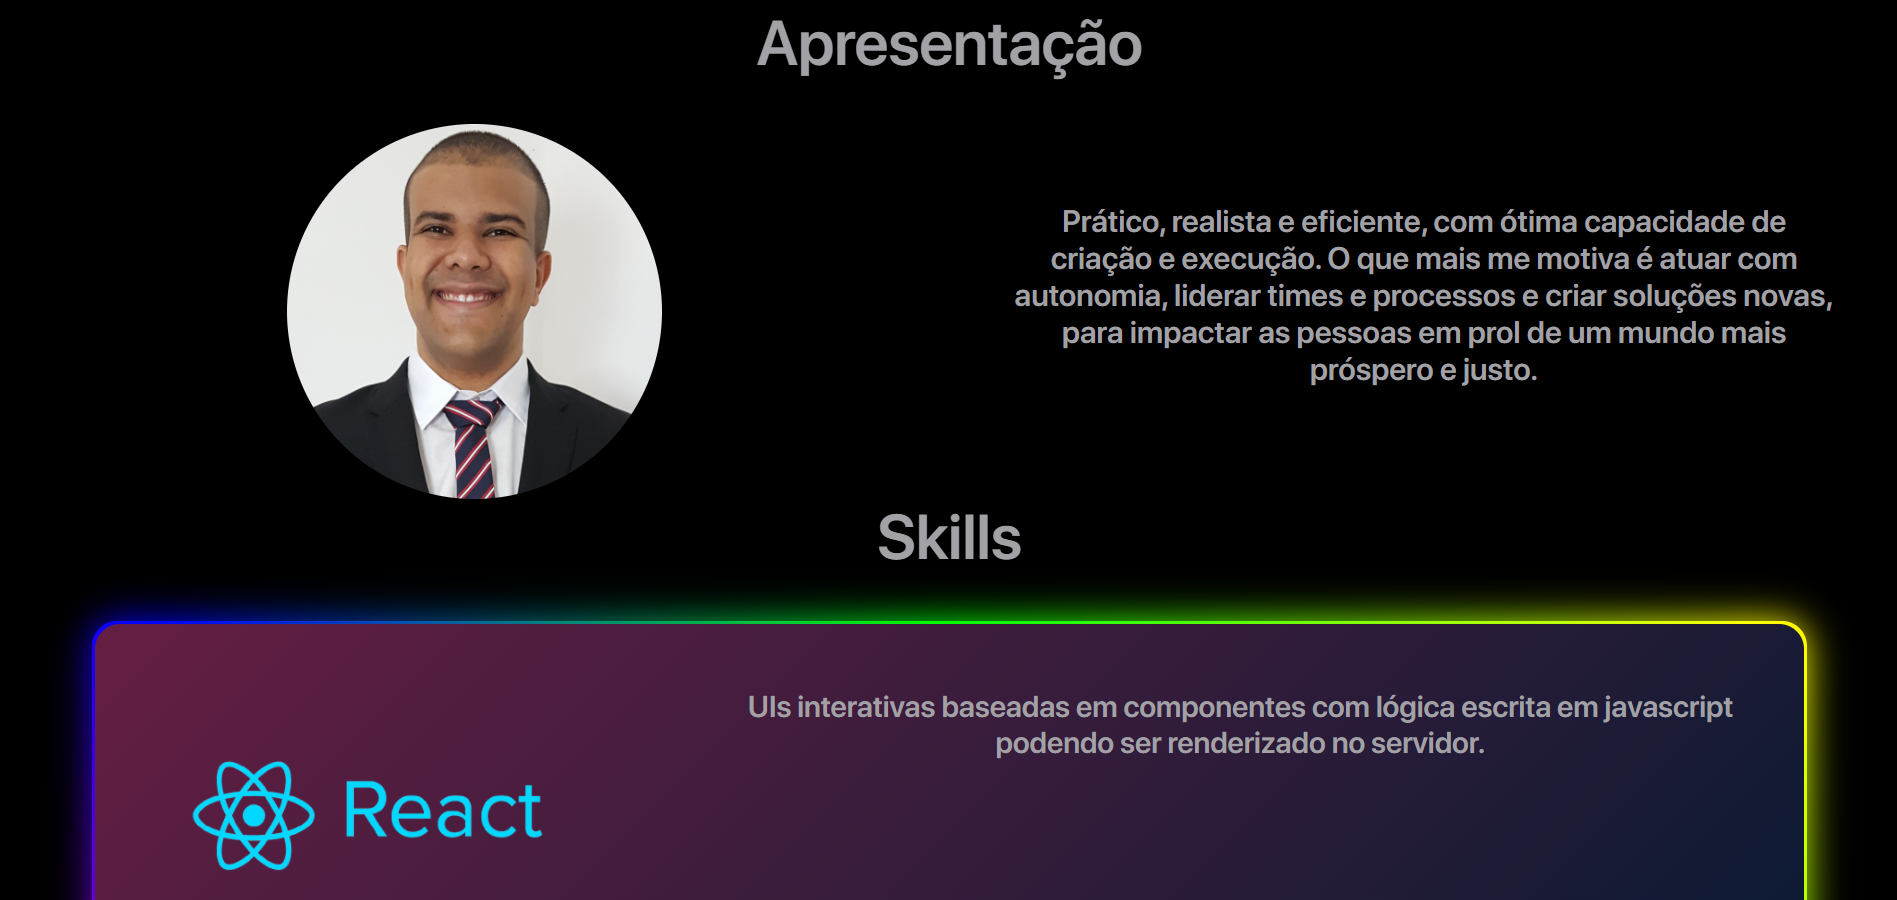 Apresentação
Prático, realista e eficiente, com ótima capacidade de
criação e execução. O que mais me motiva é atuar com
autonomia, liderar times e processos e criar soluções novas,
para impactar as pessoas em prol de um mundo mais
próspero e justo.
Skills
UIs interativas baseadas em componentes com lógica escrita em javascript
podendo ser renderizado no servidor.
React